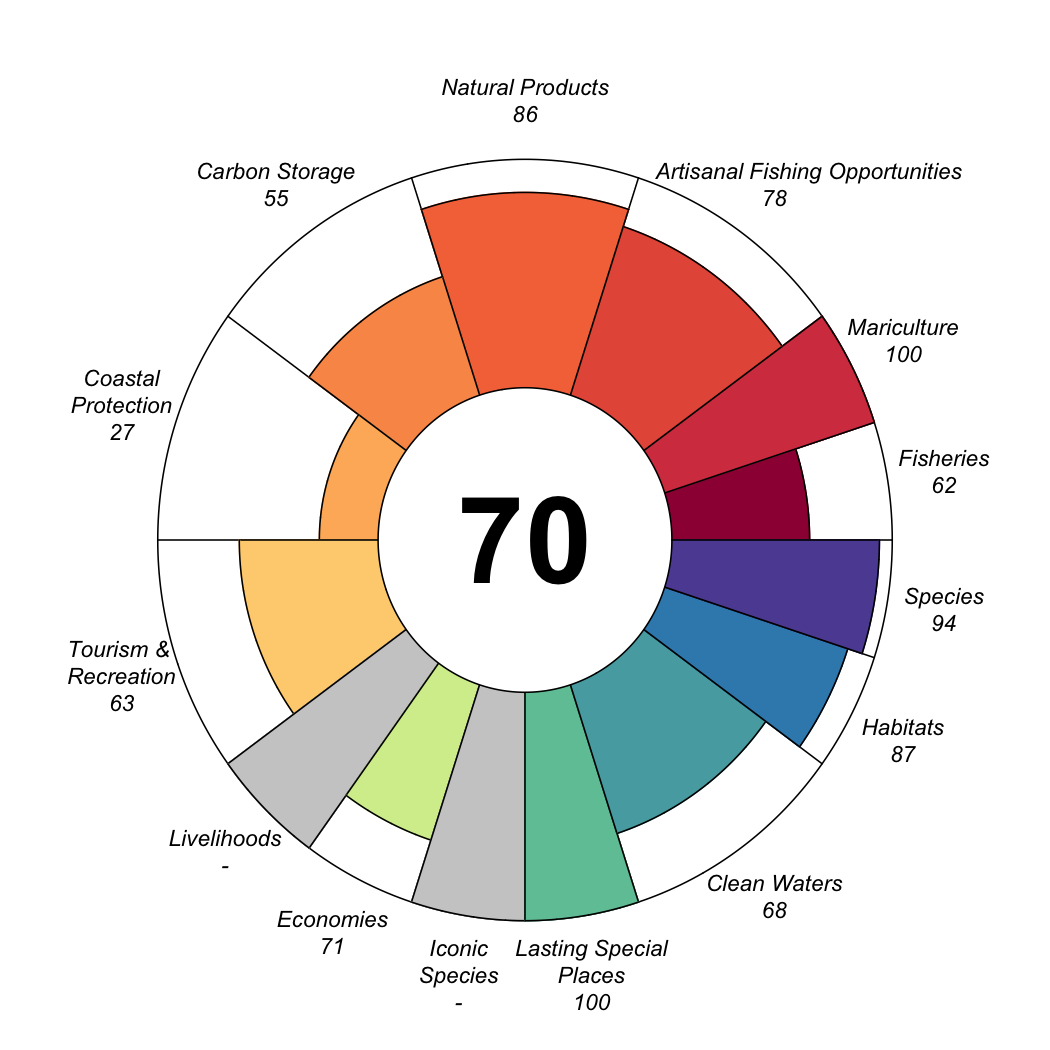 Natural Products
86
Artisanal Fishing Opportunities
78
Carbon Storage
55
Mariculture
100
Coastal
Protection
27
Fisheries
62
70
Species
94
Tourism &
Recreation
63
Habitats
87
Livelihoods
-
Clean Waters
68
Economies
71
Iconic
Species
-
Lasting Special
Places
100